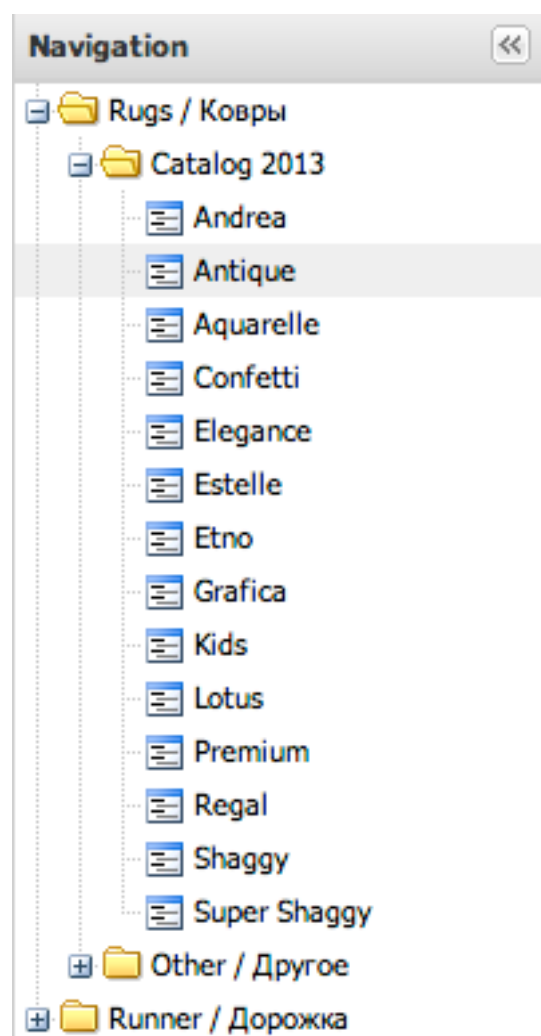 Navigation
Rugs / Ковры
Catalog 2013
Andrea
Antique
Aquarelle
Confetti
Elegance
Estelle
Etno
Grafica
Kids
Lotus
Premium
Regal
Shaggy
Super Shaggy
Other / Другое
Runner / Дорожка